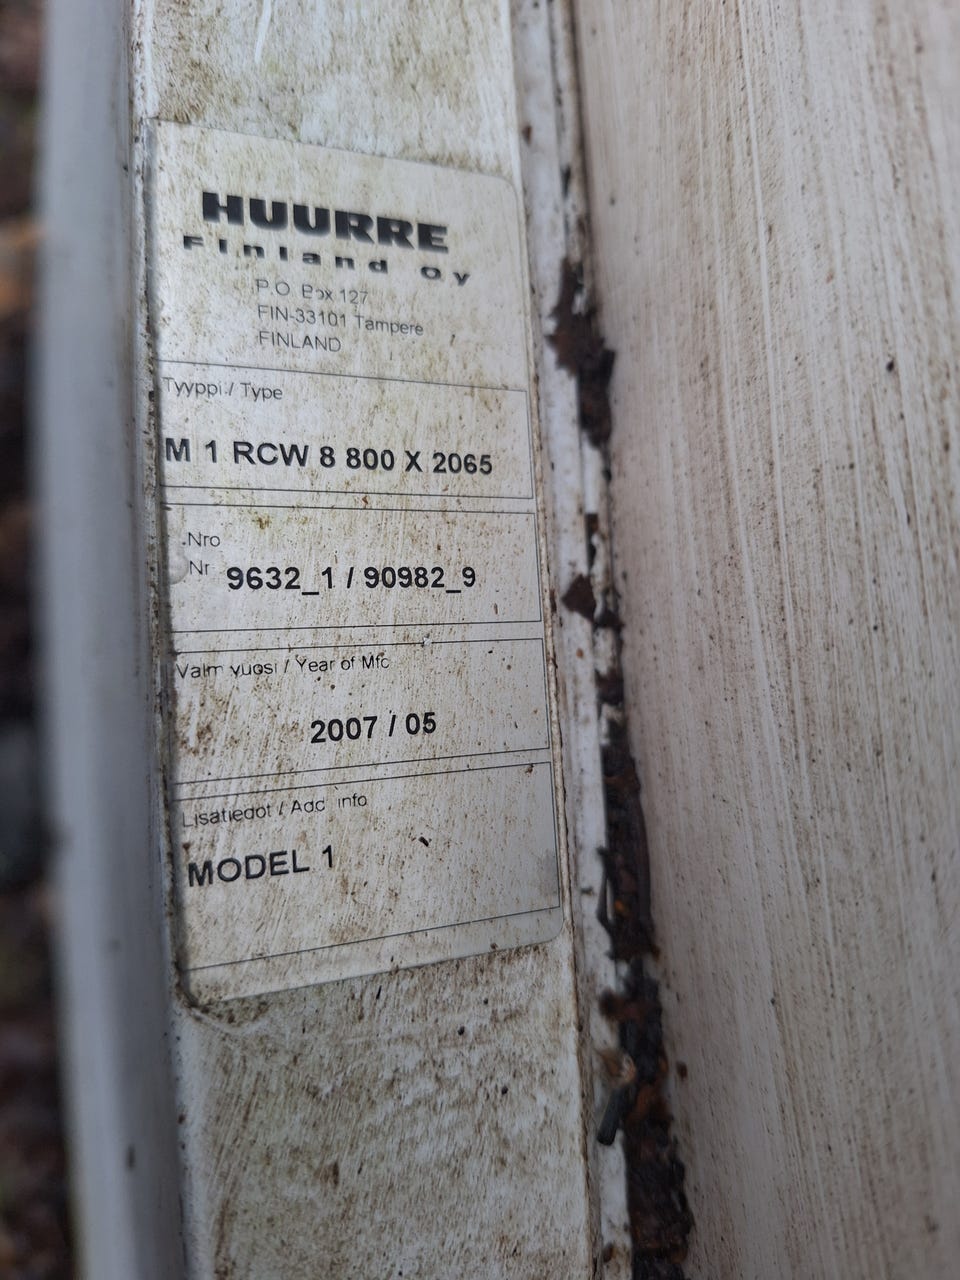 HUURRE
Finland Oy
P.O. Box 127
FIN-33101 Tampere
FINLAND
Tyyppi / Type
M 1 RCW 8 800 X 2065
Nro
Nr 9632_1 / 90982_9
Valm vuosi / Year of Mfc
2007 / 05
Lisatiedot / Add info
MODEL 1